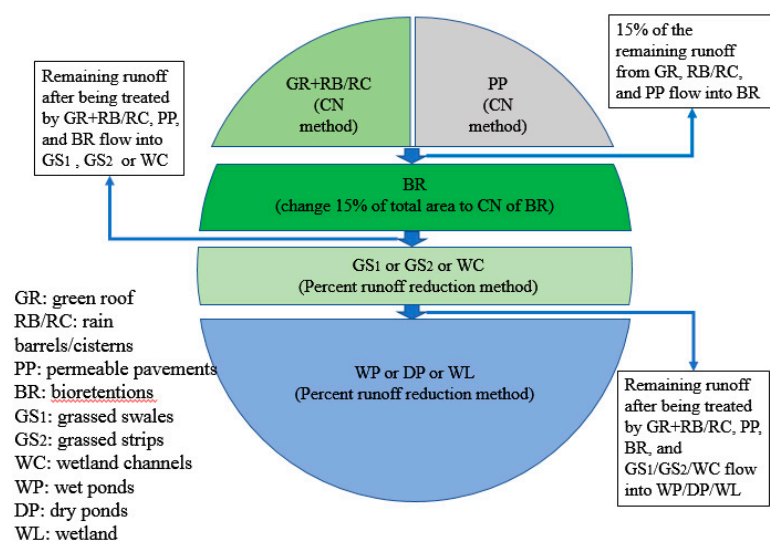 15% of the
remaining runoff
from GR, RB/RC,
and PP flow into BR
Remaining runoff
after being treated
by GR+RB/RC, PP,
and BR flow into
GS1 , GS2 or WC
GR+RB/RC
(CN
method)
PP
(CN
method)
BR
(change 15% of total area to CN of BR)
GS1 or GS2 or WC
(Percent runoff reduction method)
WP or DP or WL
(Percent runoff reduction method)
GR: green roof
RB/RC: rain
barrels/cisterns
PP: permeable pavements
BR: bioretentions
GS1: grassed swales
GS2: grassed strips
WC: wetland channels
WP: wet ponds
DP: dry ponds
WL: wetland
Remaining runoff
after being treated
by GR+RB/RC, PP,
BR, and
GS1/GS2/WC flow
into WP/DP/WL